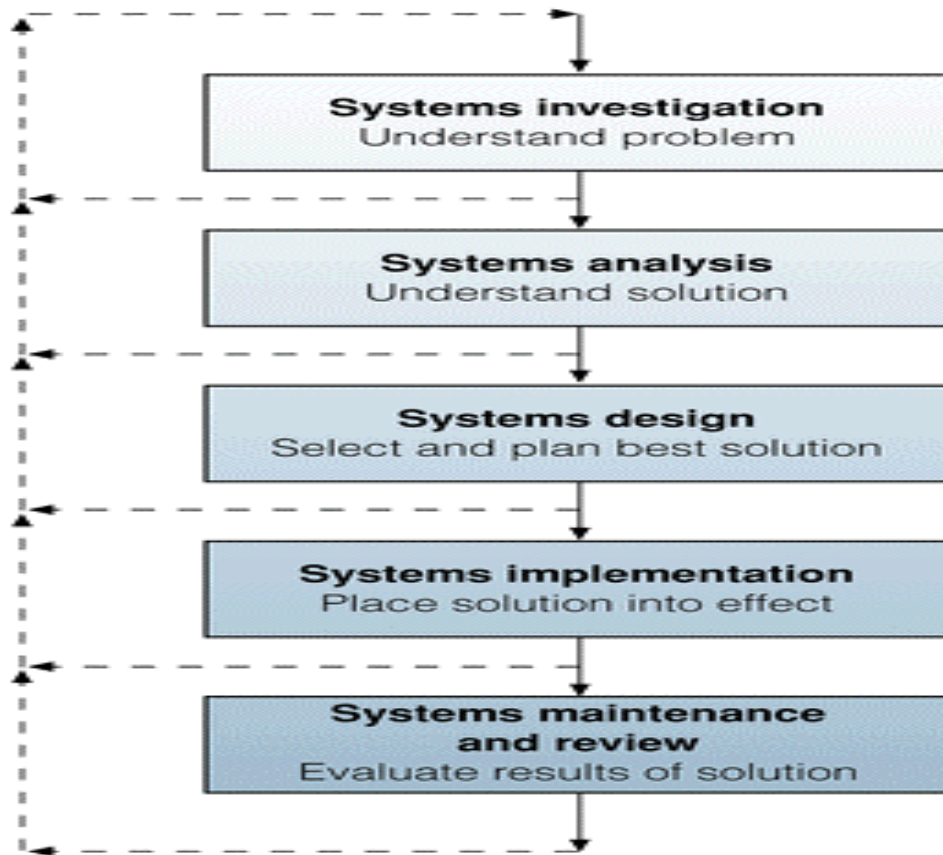 Systems investigation
Understand problem
Systems analysis
Understand solution
Systems design
Select and plan best solution
Systems implementation
Place solution into effect
Systems maintenance
and review
Evaluate results of solution